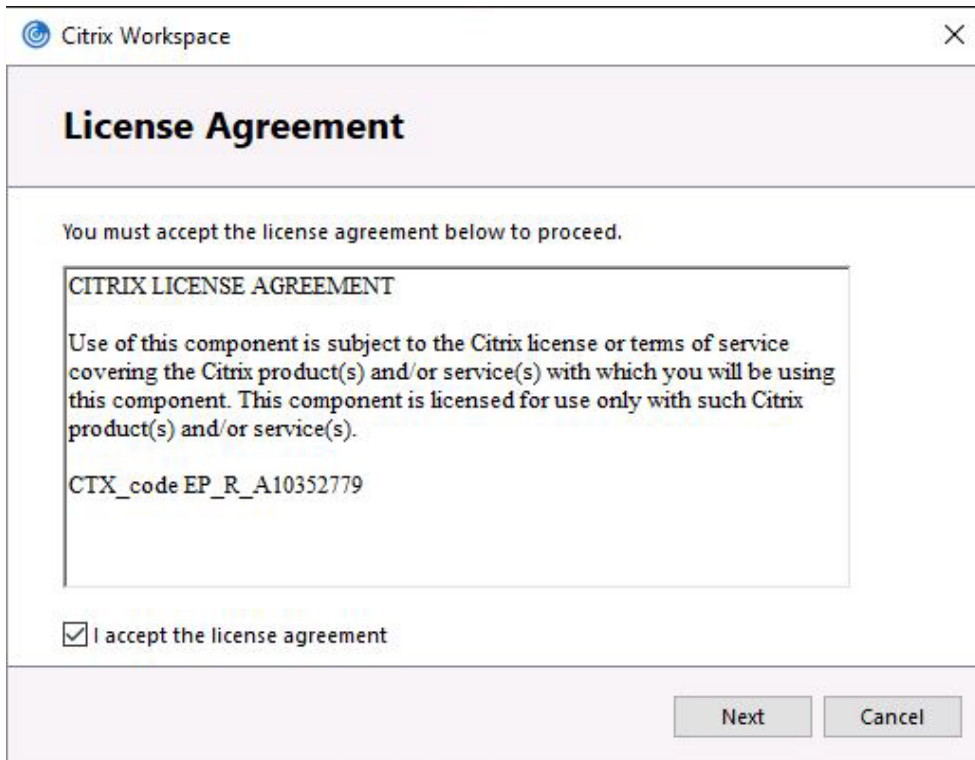 Citrix Workspace
License Agreement
You must accept the license agreement below to proceed.
CITRIX LICENSE AGREEMENT
Use of this component is subject to the Citrix license or terms of service
covering the Citrix product(s) and/or service(s) with which you will be using
this component. This component is licensed for use only with such Citrix
product(s) and/or service(s).
CTX_code EP_R_A10352779
I accept the license agreement
Next
Cancel